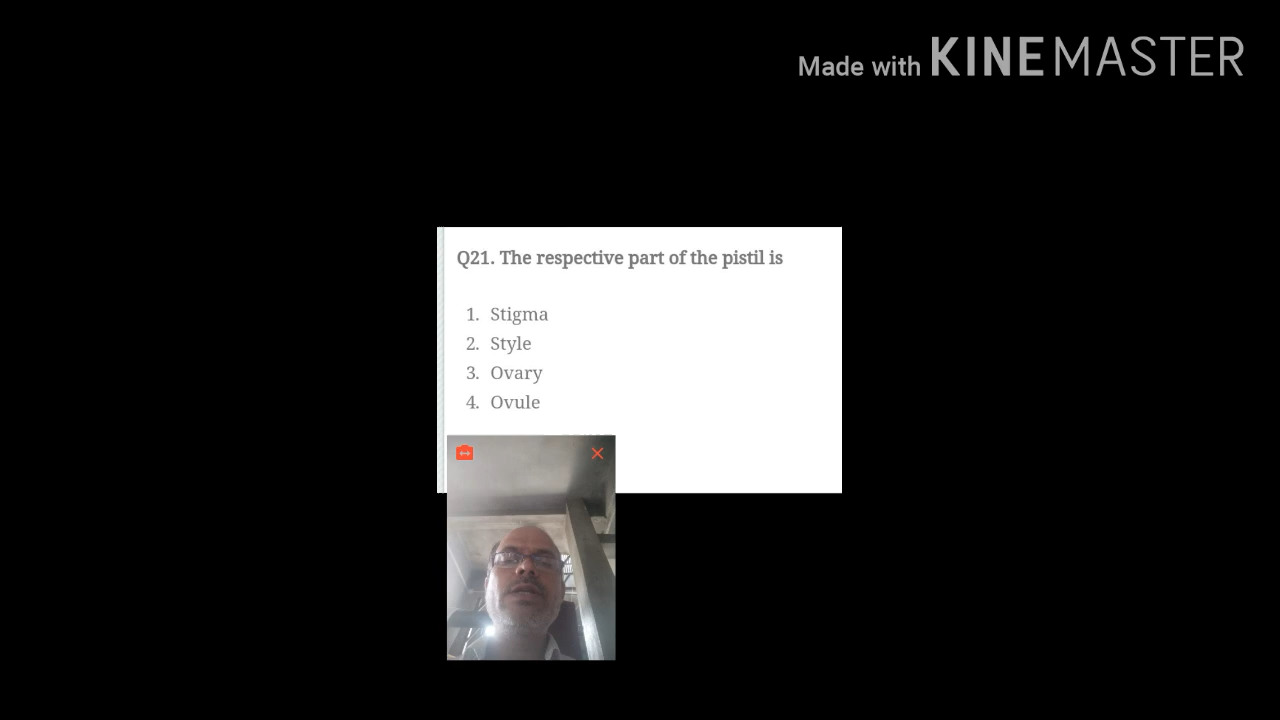 Made with KINEMASTER
Q21. The respective part of the pistil is
1. Stigma
2. Style
3. Ovary
4. Ovule